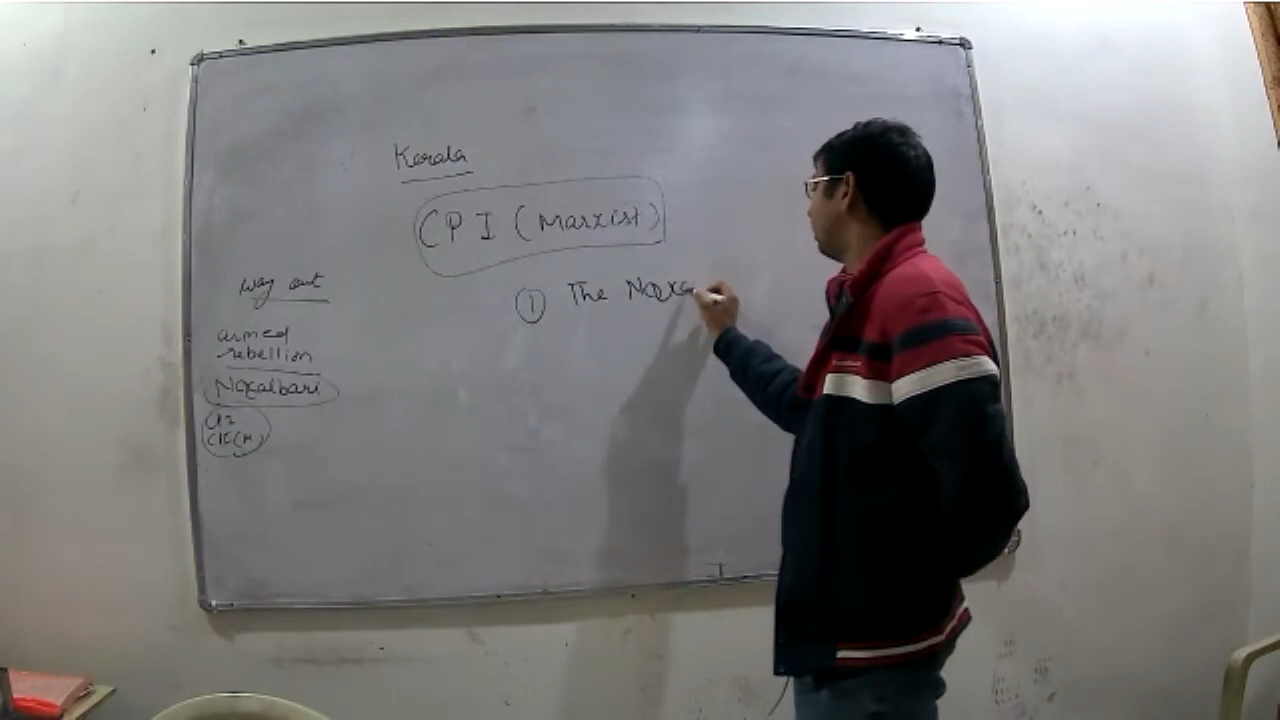 Kerala
CPI (Marxist)
① The Naxa
way out
armed
rebellion
Naxalbari